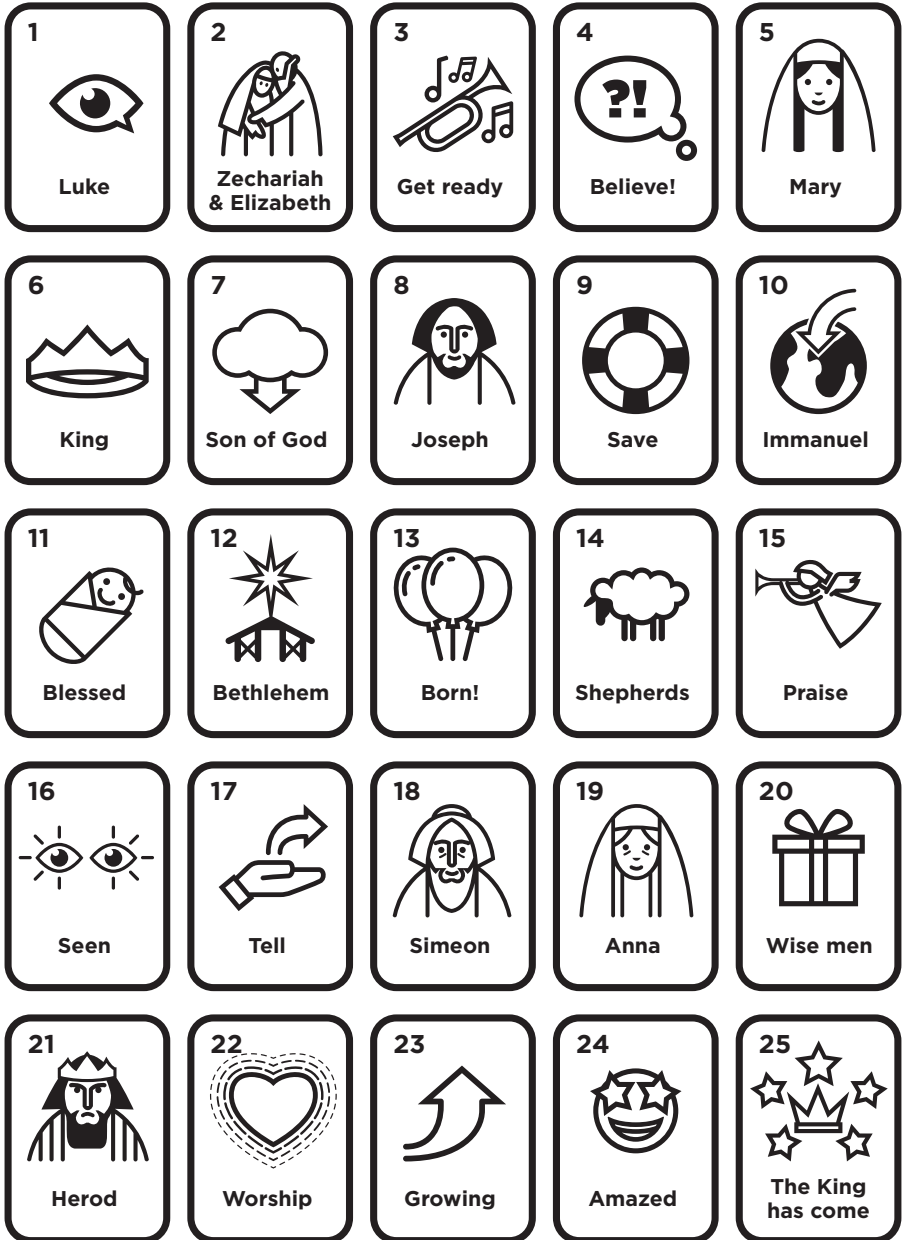 1
Luke
2
Zechariah
& Elizabeth
3
Get ready
4
?!
Believe!
5
Mary
6
King
7
Son of God
8
Joseph
9
Save
10
Immanuel
11
Blessed
12
Bethlehem
13
Born!
14
Shepherds
15
Praise
16
Seen
17
Tell
18
Simeon
19
Anna
20
Wise men
21
Herod
22
Worship
23
Growing
24
Amazed
25
The King
has come